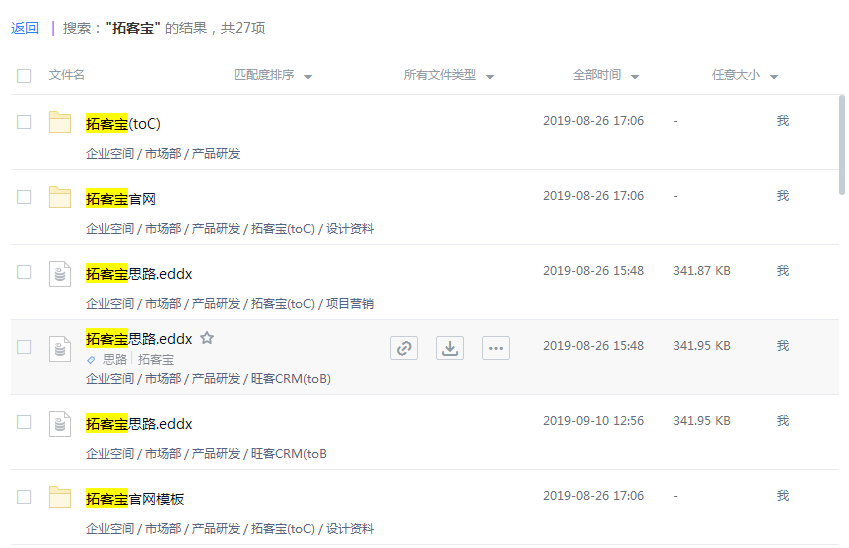 返回 | 搜索："拓客宝" 的结果，共27项
文件名 匹配度排序 所有文件类型 全部时间 任意大小
拓客宝(toC) 2019-08-26 17:06 - 我
企业空间 / 市场部 / 产品研发
拓客宝官网 2019-08-26 17:06 - 我
企业空间 / 市场部 / 产品研发 / 拓客宝(toC) / 设计资料
拓客宝思路.eddx 2019-08-26 15:48 341.87 KB 我
企业空间 / 市场部 / 产品研发 / 拓客宝(toC) / 项目营销
拓客宝思路.eddx 2019-08-26 15:48 341.95 KB 我
思路 | 拓客宝
企业空间 / 市场部 / 产品研发 / 旺客CRM(toB)
拓客宝思路.eddx 2019-09-10 12:56 341.95 KB 我
企业空间 / 市场部 / 产品研发 / 旺客CRM(toB
拓客宝官网模板 2019-08-26 17:06 - 我
企业空间 / 市场部 / 产品研发 / 拓客宝(toC) / 设计资料